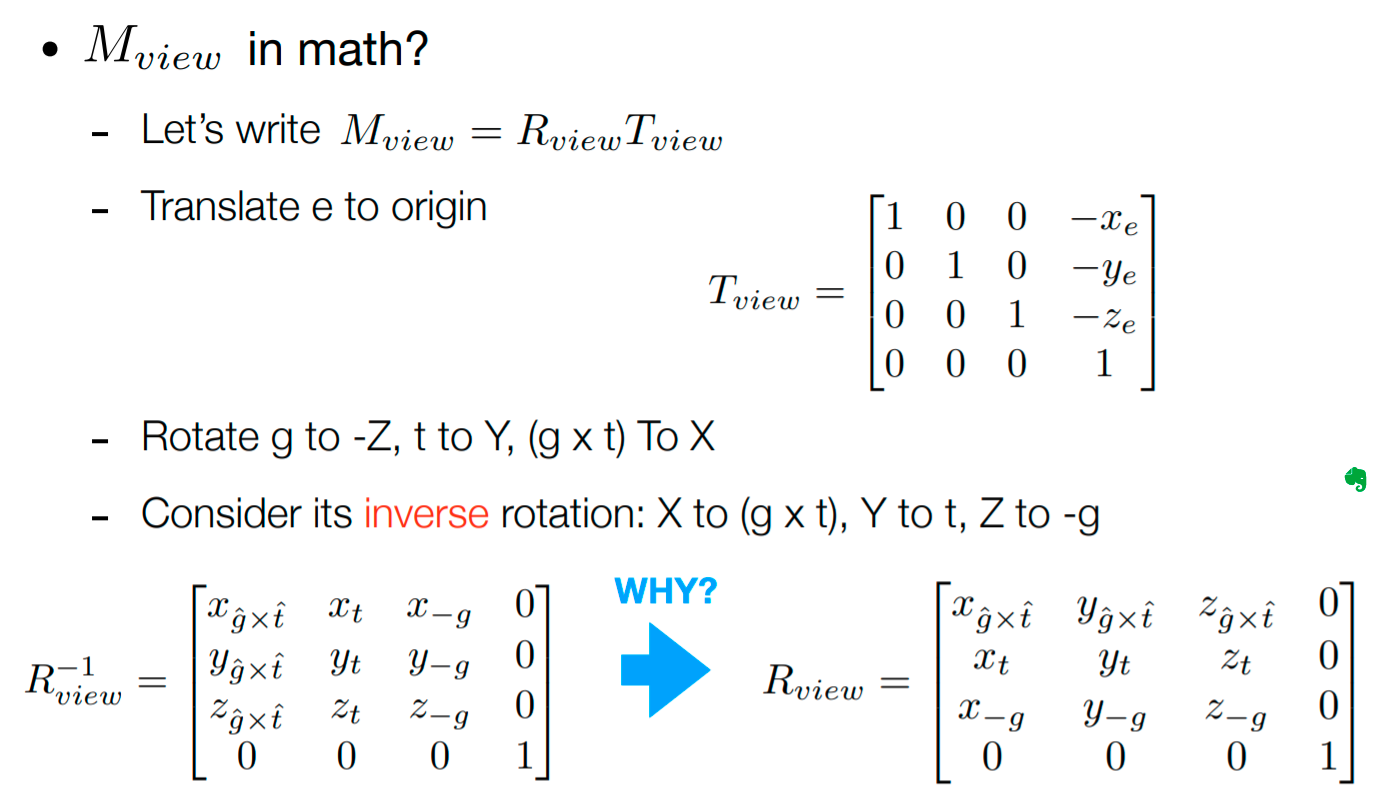 • $M_{view}$ in math?
- Let's write $M_{view} = R_{view}T_{view}$
- Translate e to origin
$T_{view} = \begin{bmatrix} 1 & 0 & 0 & -x_e \\ 0 & 1 & 0 & -y_e \\ 0 & 0 & 1 & -z_e \\ 0 & 0 & 0 & 1 \end{bmatrix}$
- Rotate g to -Z, t to Y, (g x t) To X
- Consider its inverse rotation: X to (g x t), Y to t, Z to -g
$R_{view}^{-1} = \begin{bmatrix} x_{\hat{g}\times\hat{t}} & x_t & x_{-g} & 0 \\ y_{\hat{g}\times\hat{t}} & y_t & y_{-g} & 0 \\ z_{\hat{g}\times\hat{t}} & z_t & z_{-g} & 0 \\ 0 & 0 & 0 & 1 \end{bmatrix}$
WHY?
$R_{view} = \begin{bmatrix} x_{\hat{g}\times\hat{t}} & y_{\hat{g}\times\hat{t}} & z_{\hat{g}\times\hat{t}} & 0 \\ x_t & y_t & z_t & 0 \\ x_{-g} & y_{-g} & z_{-g} & 0 \\ 0 & 0 & 0 & 1 \end{bmatrix}$